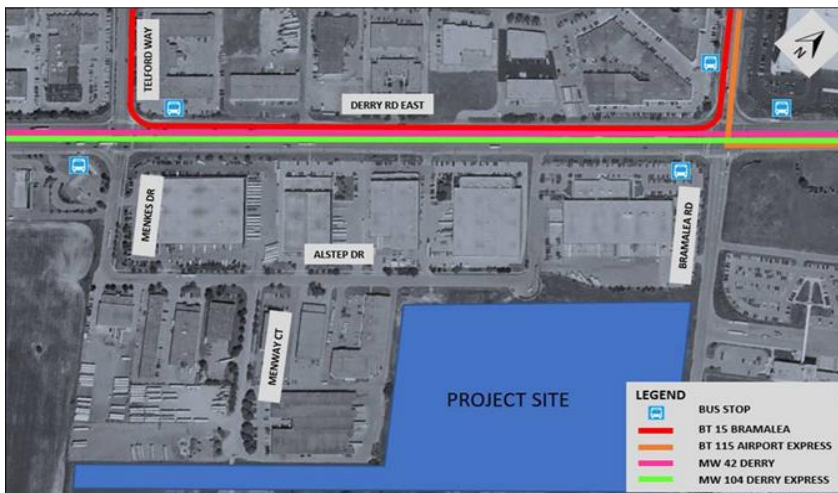 TELFORD WAY
DERRY RD EAST
N
MENKES DR
ALSTEP DR
BRAMALEA RD
MENWAY CT
PROJECT SITE
LEGEND
BUS STOP
BT 15 BRAMALEA
BT 115 AIRPORT EXPRESS
MW 42 DERRY
MW 104 DERRY EXPRESS